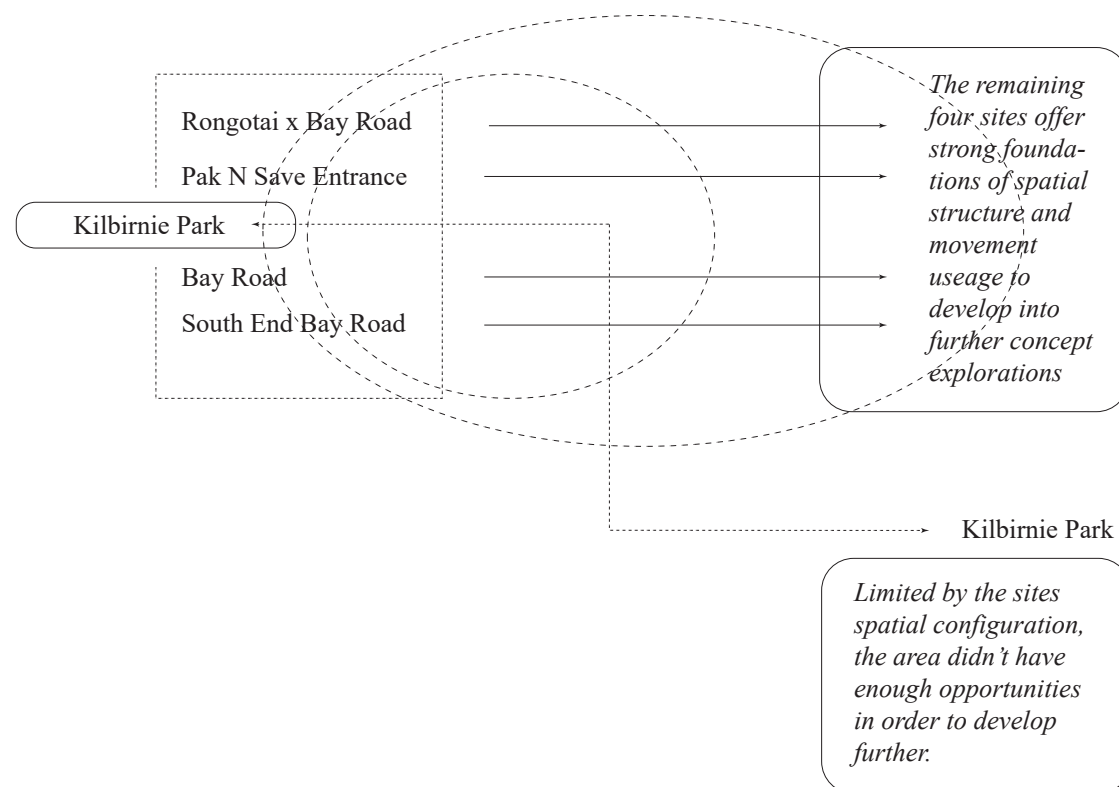 Rongotai x Bay Road
Pak N Save Entrance
Kilbirnie Park
Bay Road
South End Bay Road
The remaining
four sites offer
strong founda-
tions of spatial
structure and
movement
useage to
develop into
further concept
explorations
Kilbirnie Park
Limited by the sites
spatial configuration,
the area didn’t have
enough opportunities
in order to develop
further.